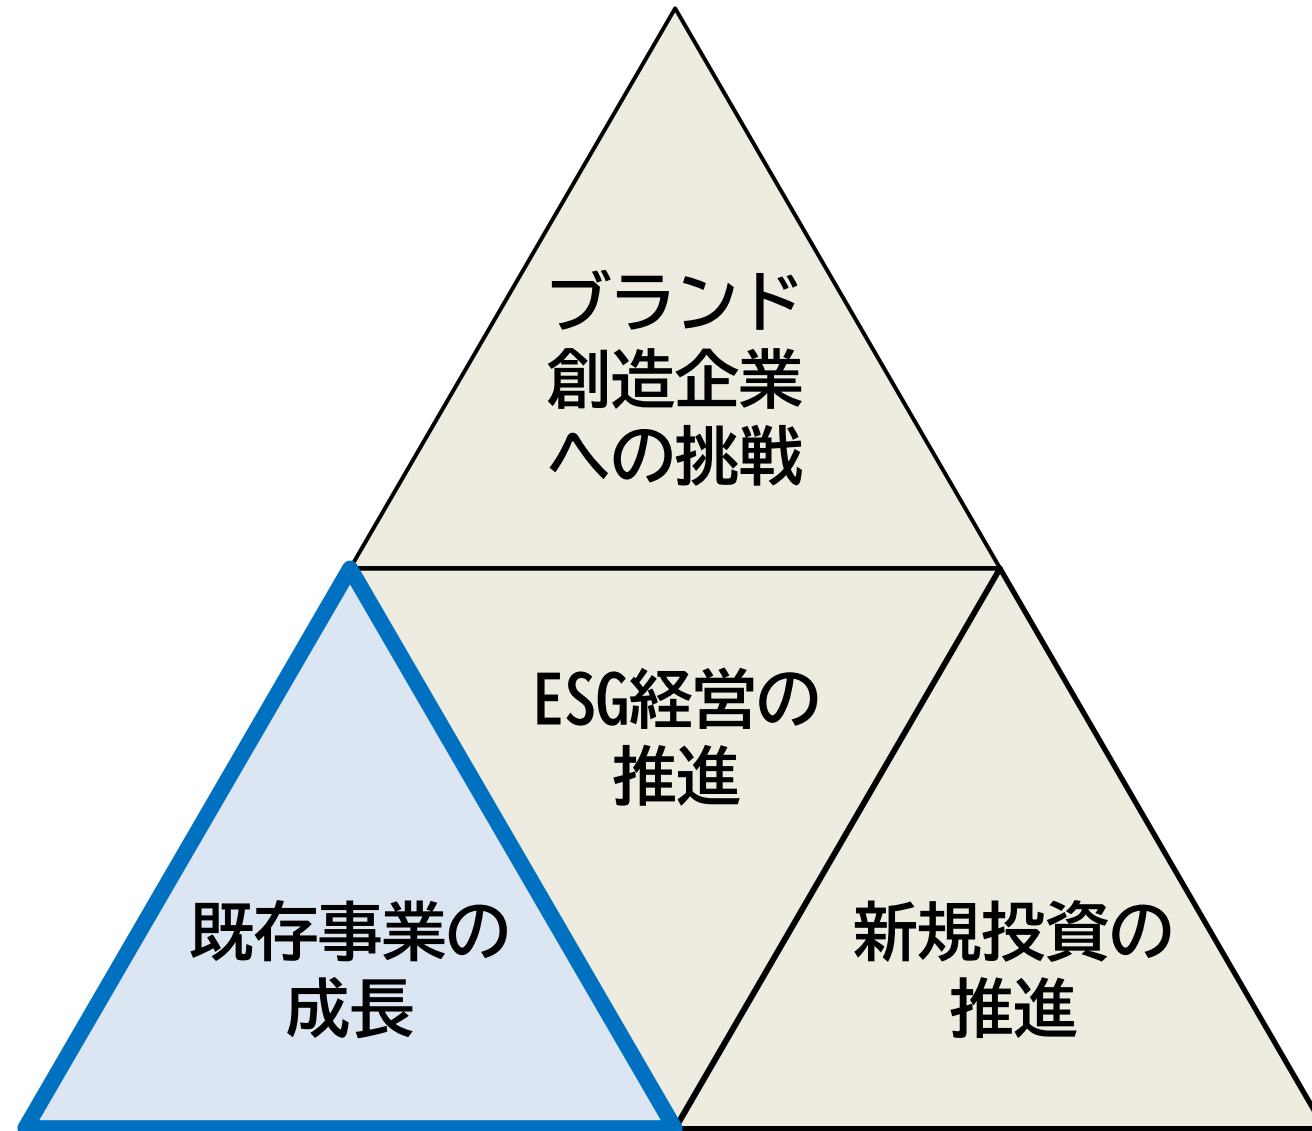 ブランド
創造企業
への挑戦
ESG経営の
推進
既存事業の
成長
新規投資の
推進